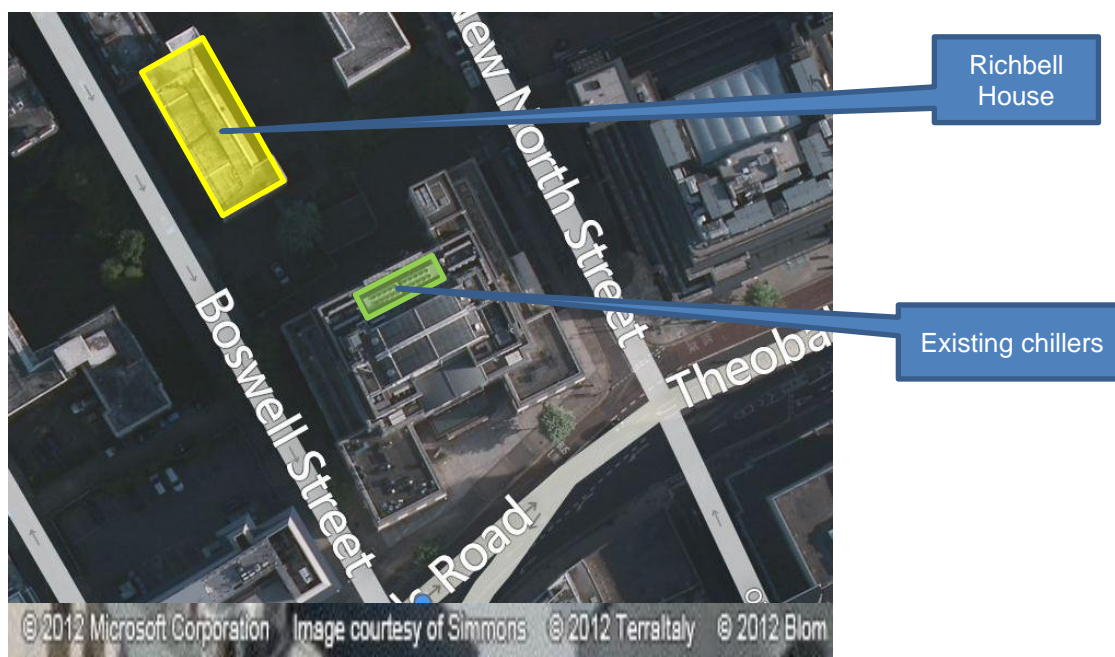 Richbell
House
New North Street
Existing chillers
Theoba
Boswell Street
Road
© 2012 Microsoft Corporation Image courtesy of Simmons © 2012 TerraItaly © 2012 Blom